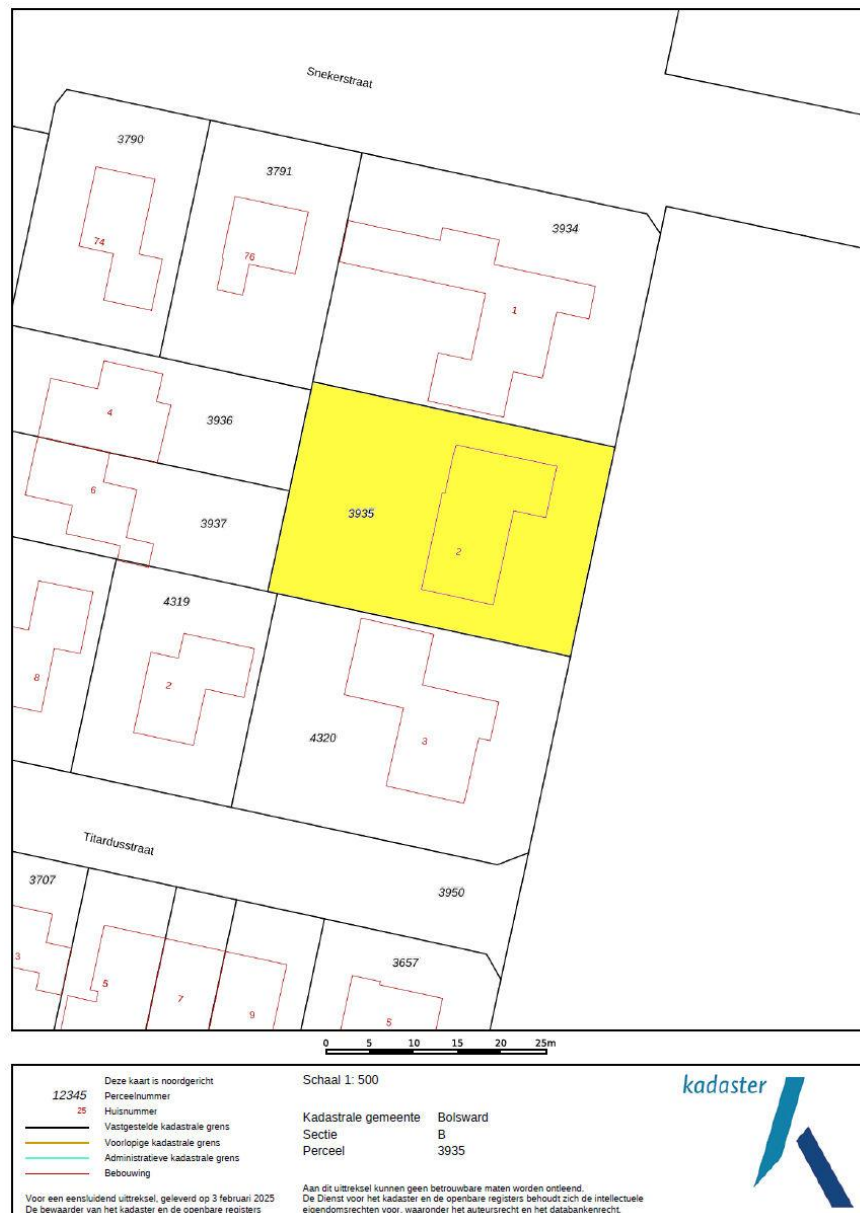 Snekerstraat
3790
3791
3934
74
76
1
4
3936
6
3937
3935
2
4319
8
2
4320
3
Titardusstraat
3950
3707
3657
3
5
7
9
5
0 5 10 15 20 25m
Deze kaart is noordgericht
12345 Perceelnummer
25 Huisnummer
Vastgestelde kadastrale grens
Voorlopige kadastrale grens
Administratieve kadastrale grens
Bebouwing
Voor een eensluidend uittreksel, geleverd op 3 februari 2025
De bewaarder van het kadaster en de openbare registers
Schaal 1: 500
Kadastrale gemeente Bolsward
Sectie B
Perceel 3935
Aan dit uittreksel kunnen geen betrouwbare maten worden ontleend.
De Dienst voor het kadaster en de openbare registers behoudt zich de intellectuele
eigendomsrechten voor, waaronder het auteursrecht en het databankenrecht.
kadaster